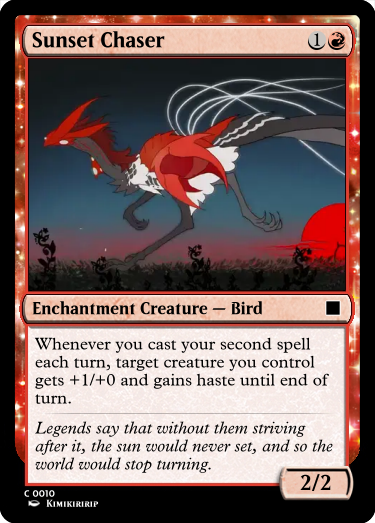 Sunset Chaser
1
Enchantment Creature — Bird
Whenever you cast your second spell
each turn, target creature you control
gets +1/+0 and gains haste until end of
turn.
Legends say that without them striving
after it, the sun would never set, and so the
world would stop turning.
2/2
C 0010
Kimikiririp